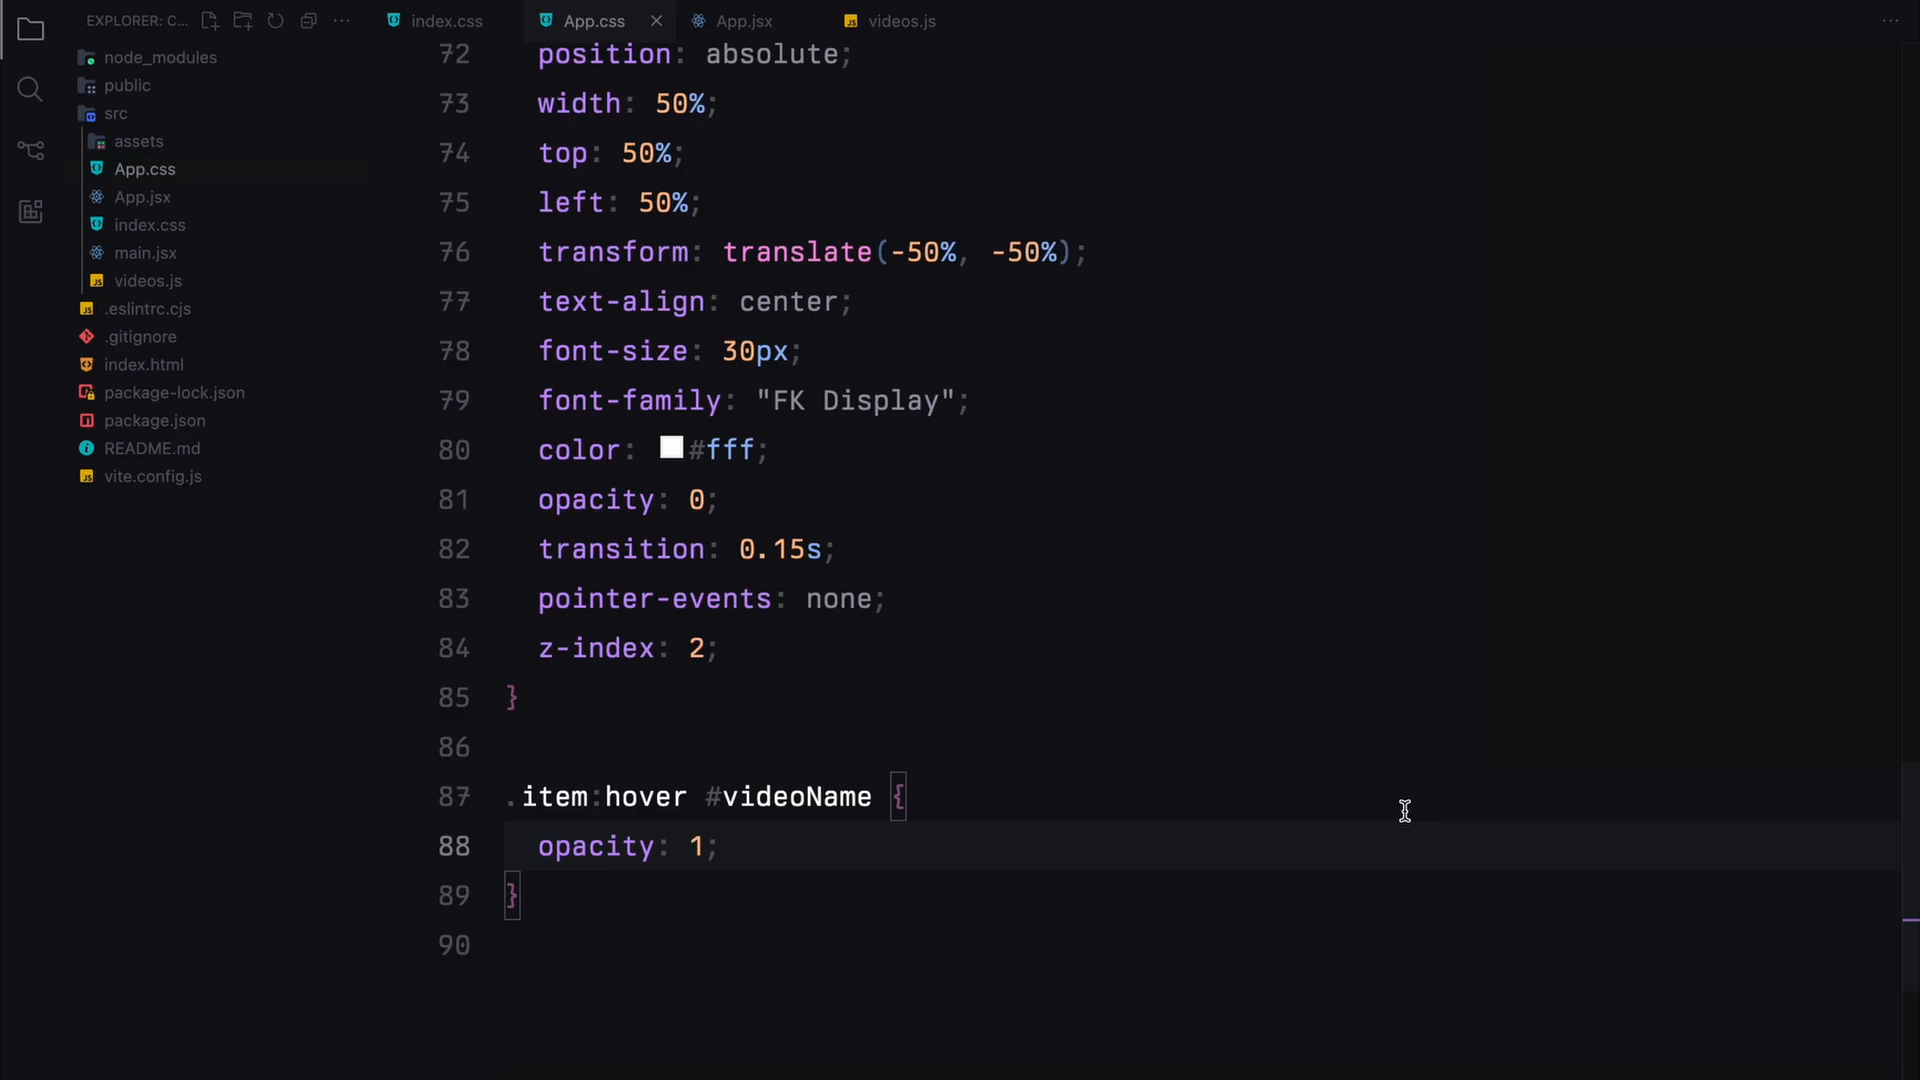 EXPLORER: C...
index.css
App.css
App.jsx
videos.js
node_modules
public
src
assets
App.css
App.jsx
index.css
main.jsx
videos.js
.eslintrc.cjs
.gitignore
index.html
package-lock.json
package.json
README.md
vite.config.js
72 position: absolute;
73 width: 50%;
74 top: 50%;
75 left: 50%;
76 transform: translate(-50%, -50%);
77 text-align: center;
78 font-size: 30px;
79 font-family: "FK Display";
80 color: #fff;
81 opacity: 0;
82 transition: 0.15s;
83 pointer-events: none;
84 z-index: 2;
85 }
86
87 .item:hover #videoName {
88 opacity: 1;
89 }
90